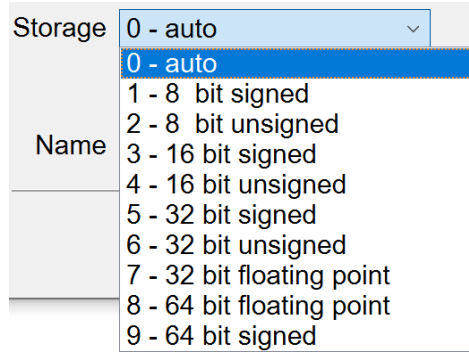 Storage 0 - auto
0 - auto
1 - 8  bit signed
2 - 8  bit unsigned
Name
3 - 16 bit signed
4 - 16 bit unsigned
5 - 32 bit signed
6 - 32 bit unsigned
7 - 32 bit floating point
8 - 64 bit floating point
9 - 64 bit signed